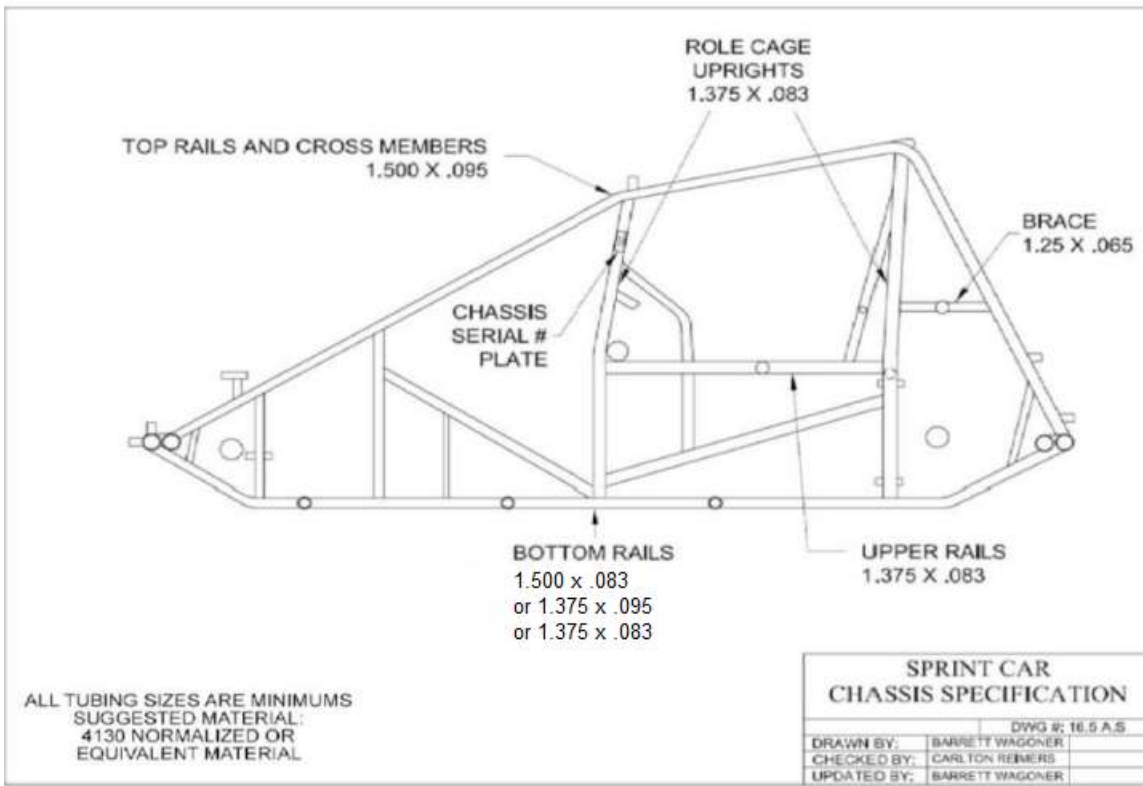 ROLE CAGE
UPRIGHTS
1.375 X .083
TOP RAILS AND CROSS MEMBERS
1.500 X .095
BRACE
1.25 X .065
CHASSIS
SERIAL #
PLATE
BOTTOM RAILS
1.500 x .083
or 1.375 x .095
or 1.375 x .083
UPPER RAILS
1.375 X .083
ALL TUBING SIZES ARE MINIMUMS
SUGGESTED MATERIAL:
4130 NORMALIZED OR
EQUIVALENT MATERIAL
SPRINT CAR
CHASSIS SPECIFICATION
DWG #: 16.5 A.S
DRAWN BY: BARRETT WAGONER
CHECKED BY: CARLTON REIMERS
UPDATED BY: BARRETT WAGONER